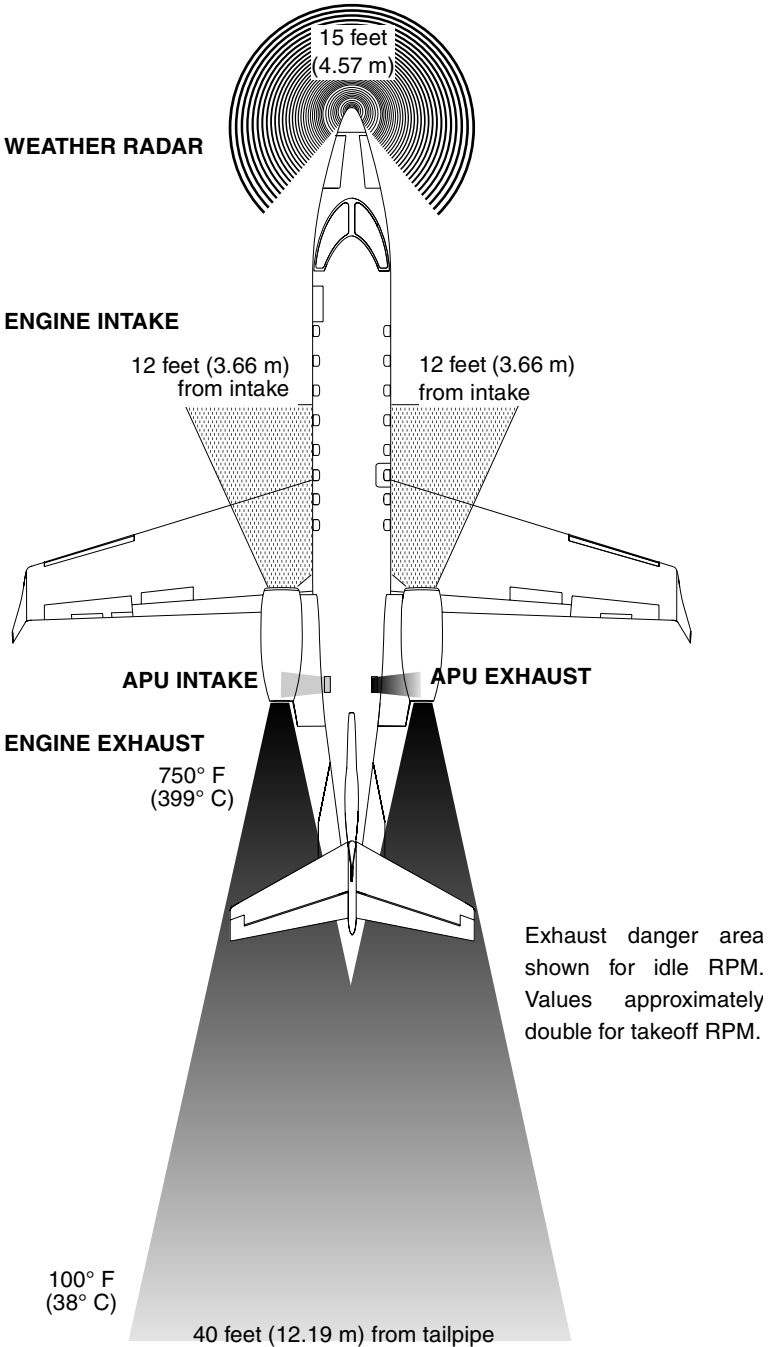 15 feet
(4.57 m)
WEATHER RADAR
ENGINE INTAKE
12 feet (3.66 m)
from intake
12 feet (3.66 m)
from intake
APU INTAKE
APU EXHAUST
ENGINE EXHAUST
750° F
(399° C)
Exhaust danger area
shown for idle RPM.
Values approximately
double for takeoff RPM.
100° F
(38° C)
40 feet (12.19 m) from tailpipe